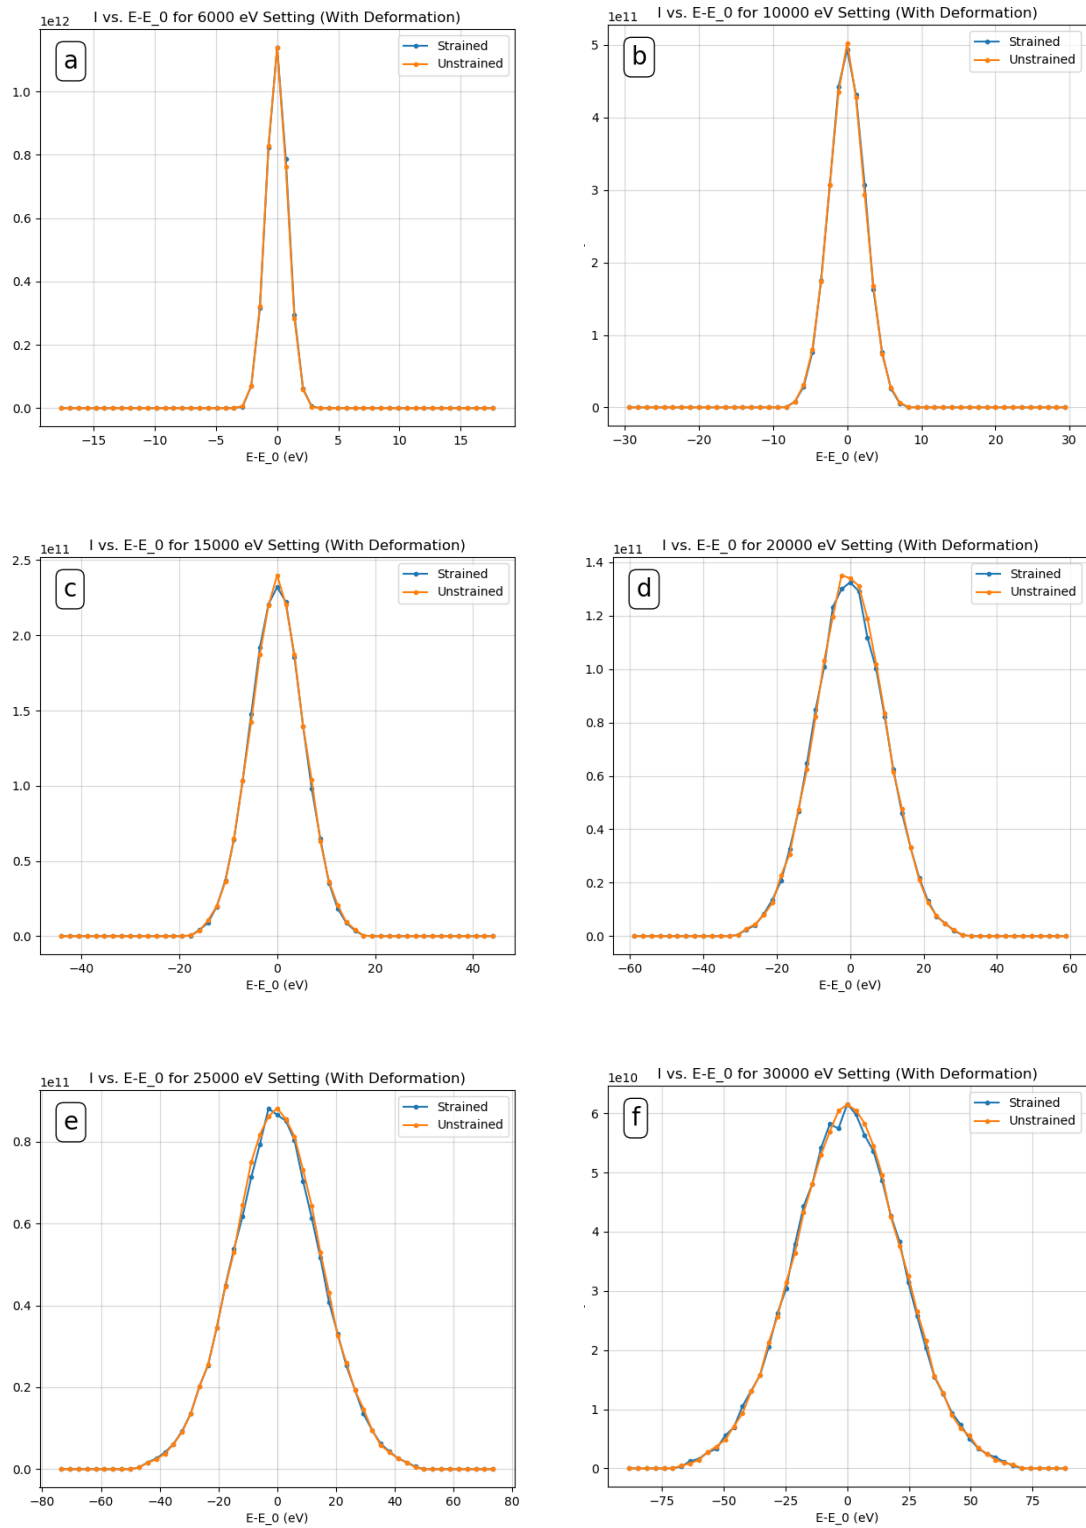 I vs. E-E_0 for 6000 eV Setting (With Deformation)
1e12
a
Strained
Unstrained
1.0
0.8
0.6
0.4
0.2
0.0
−15 −10 −5 0 5 10 15
E-E_0 (eV)
I vs. E-E_0 for 10000 eV Setting (With Deformation)
1e11
b
Strained
Unstrained
5
4
3
2
1
0
−30 −20 −10 0 10 20 30
E-E_0 (eV)
I vs. E-E_0 for 15000 eV Setting (With Deformation)
1e11
c
Strained
Unstrained
2.5
2.0
1.5
1.0
0.5
0.0
−40 −20 0 20 40
E-E_0 (eV)
I vs. E-E_0 for 20000 eV Setting (With Deformation)
1e11
d
Strained
Unstrained
1.4
1.2
1.0
0.8
0.6
0.4
0.2
0.0
−60 −40 −20 0 20 40 60
E-E_0 (eV)
I vs. E-E_0 for 25000 eV Setting (With Deformation)
1e11
e
Strained
Unstrained
0.8
0.6
0.4
0.2
0.0
−80 −60 −40 −20 0 20 40 60 80
E-E_0 (eV)
I vs. E-E_0 for 30000 eV Setting (With Deformation)
1e10
f
Strained
Unstrained
6
5
4
3
2
1
0
−75 −50 −25 0 25 50 75
E-E_0 (eV)